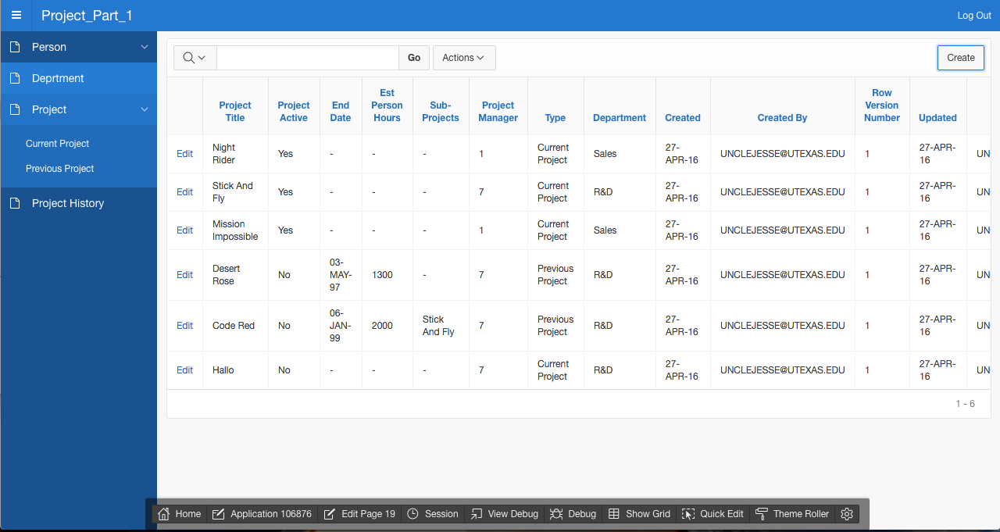 Project_Part_1
Log Out
Person
Deprtment
Project
Current Project
Previous Project
Project History
Go
Actions
Create
Project Title
Project Active
End Date
Est Person Hours
Sub-Projects
Project Manager
Type
Department
Created
Created By
Row Version Number
Updated
Edit Night Rider Yes - - - 1 Current Project Sales 27-APR-16 UNCLEJESSE@UTEXAS.EDU 1 27-APR-16 UN
Edit Stick And Fly Yes - - - 7 Current Project R&D 27-APR-16 UNCLEJESSE@UTEXAS.EDU 1 27-APR-16 UN
Edit Mission Impossible Yes - - - 1 Current Project Sales 27-APR-16 UNCLEJESSE@UTEXAS.EDU 1 27-APR-16 UN
Edit Desert Rose No 03-MAY-97 1300 - 7 Previous Project R&D 27-APR-16 UNCLEJESSE@UTEXAS.EDU 1 27-APR-16 UN
Edit Code Red No 06-JAN-99 2000 Stick And Fly 7 Previous Project R&D 27-APR-16 UNCLEJESSE@UTEXAS.EDU 1 27-APR-16 UN
Edit Hallo No - - - 7 Current Project R&D 27-APR-16 UNCLEJESSE@UTEXAS.EDU 1 27-APR-16 UN
1 - 6
Home Application 106876 Edit Page 19 Session View Debug Debug Show Grid Quick Edit Theme Roller